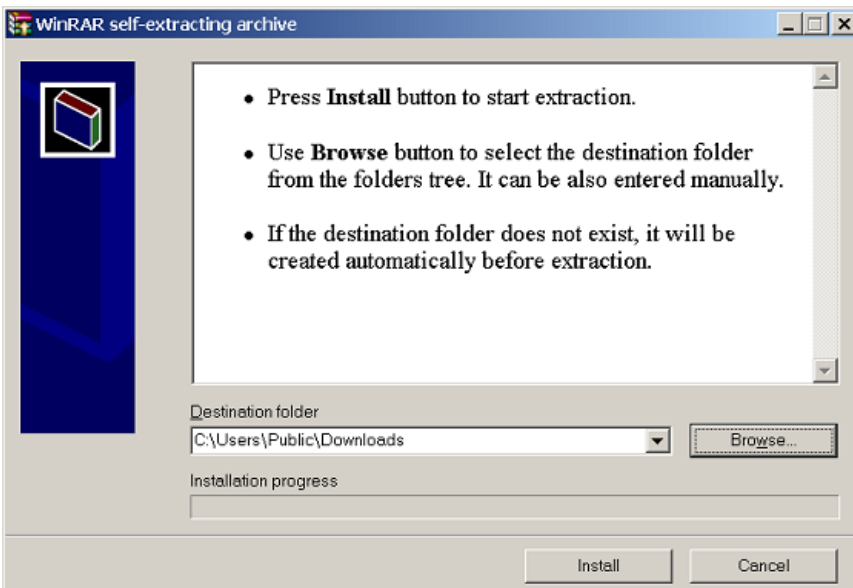 WinRAR self-extracting archive
• Press Install button to start extraction.
• Use Browse button to select the destination folder
from the folders tree. It can be also entered manually.
• If the destination folder does not exist, it will be
created automatically before extraction.
Destination folder
C:\Users\Public\Downloads
Browse...
Installation progress
Install
Cancel